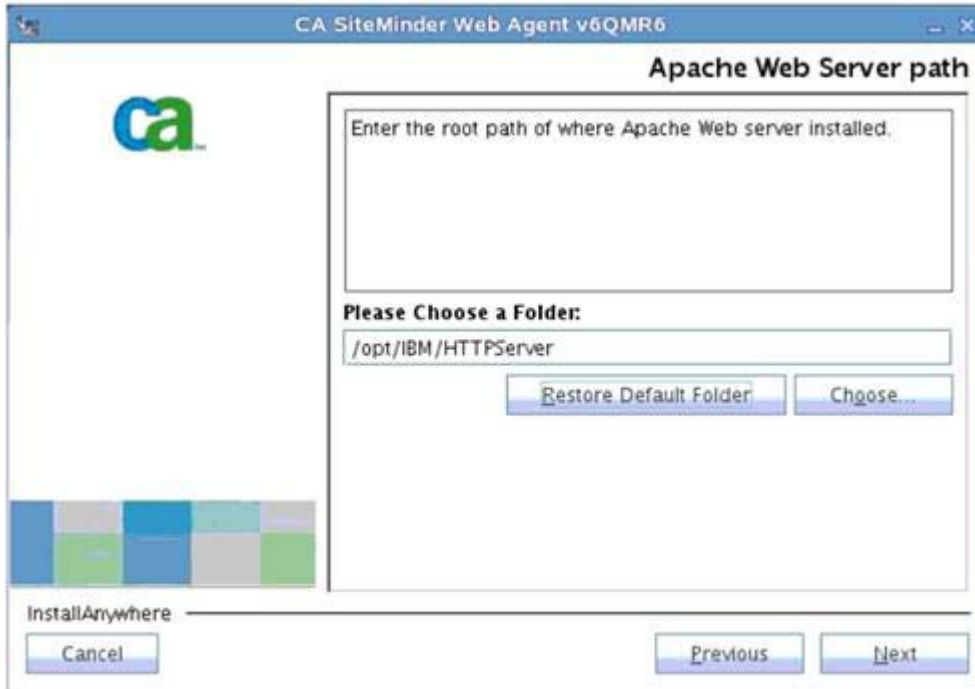 CA SiteMinder Web Agent v6QMR6
Apache Web Server path
ca
Enter the root path of where Apache Web server installed.
Please Choose a Folder:
/opt/IBM/HTTPServer
Restore Default Folder
Choose...
InstallAnywhere
Cancel
Previous
Next